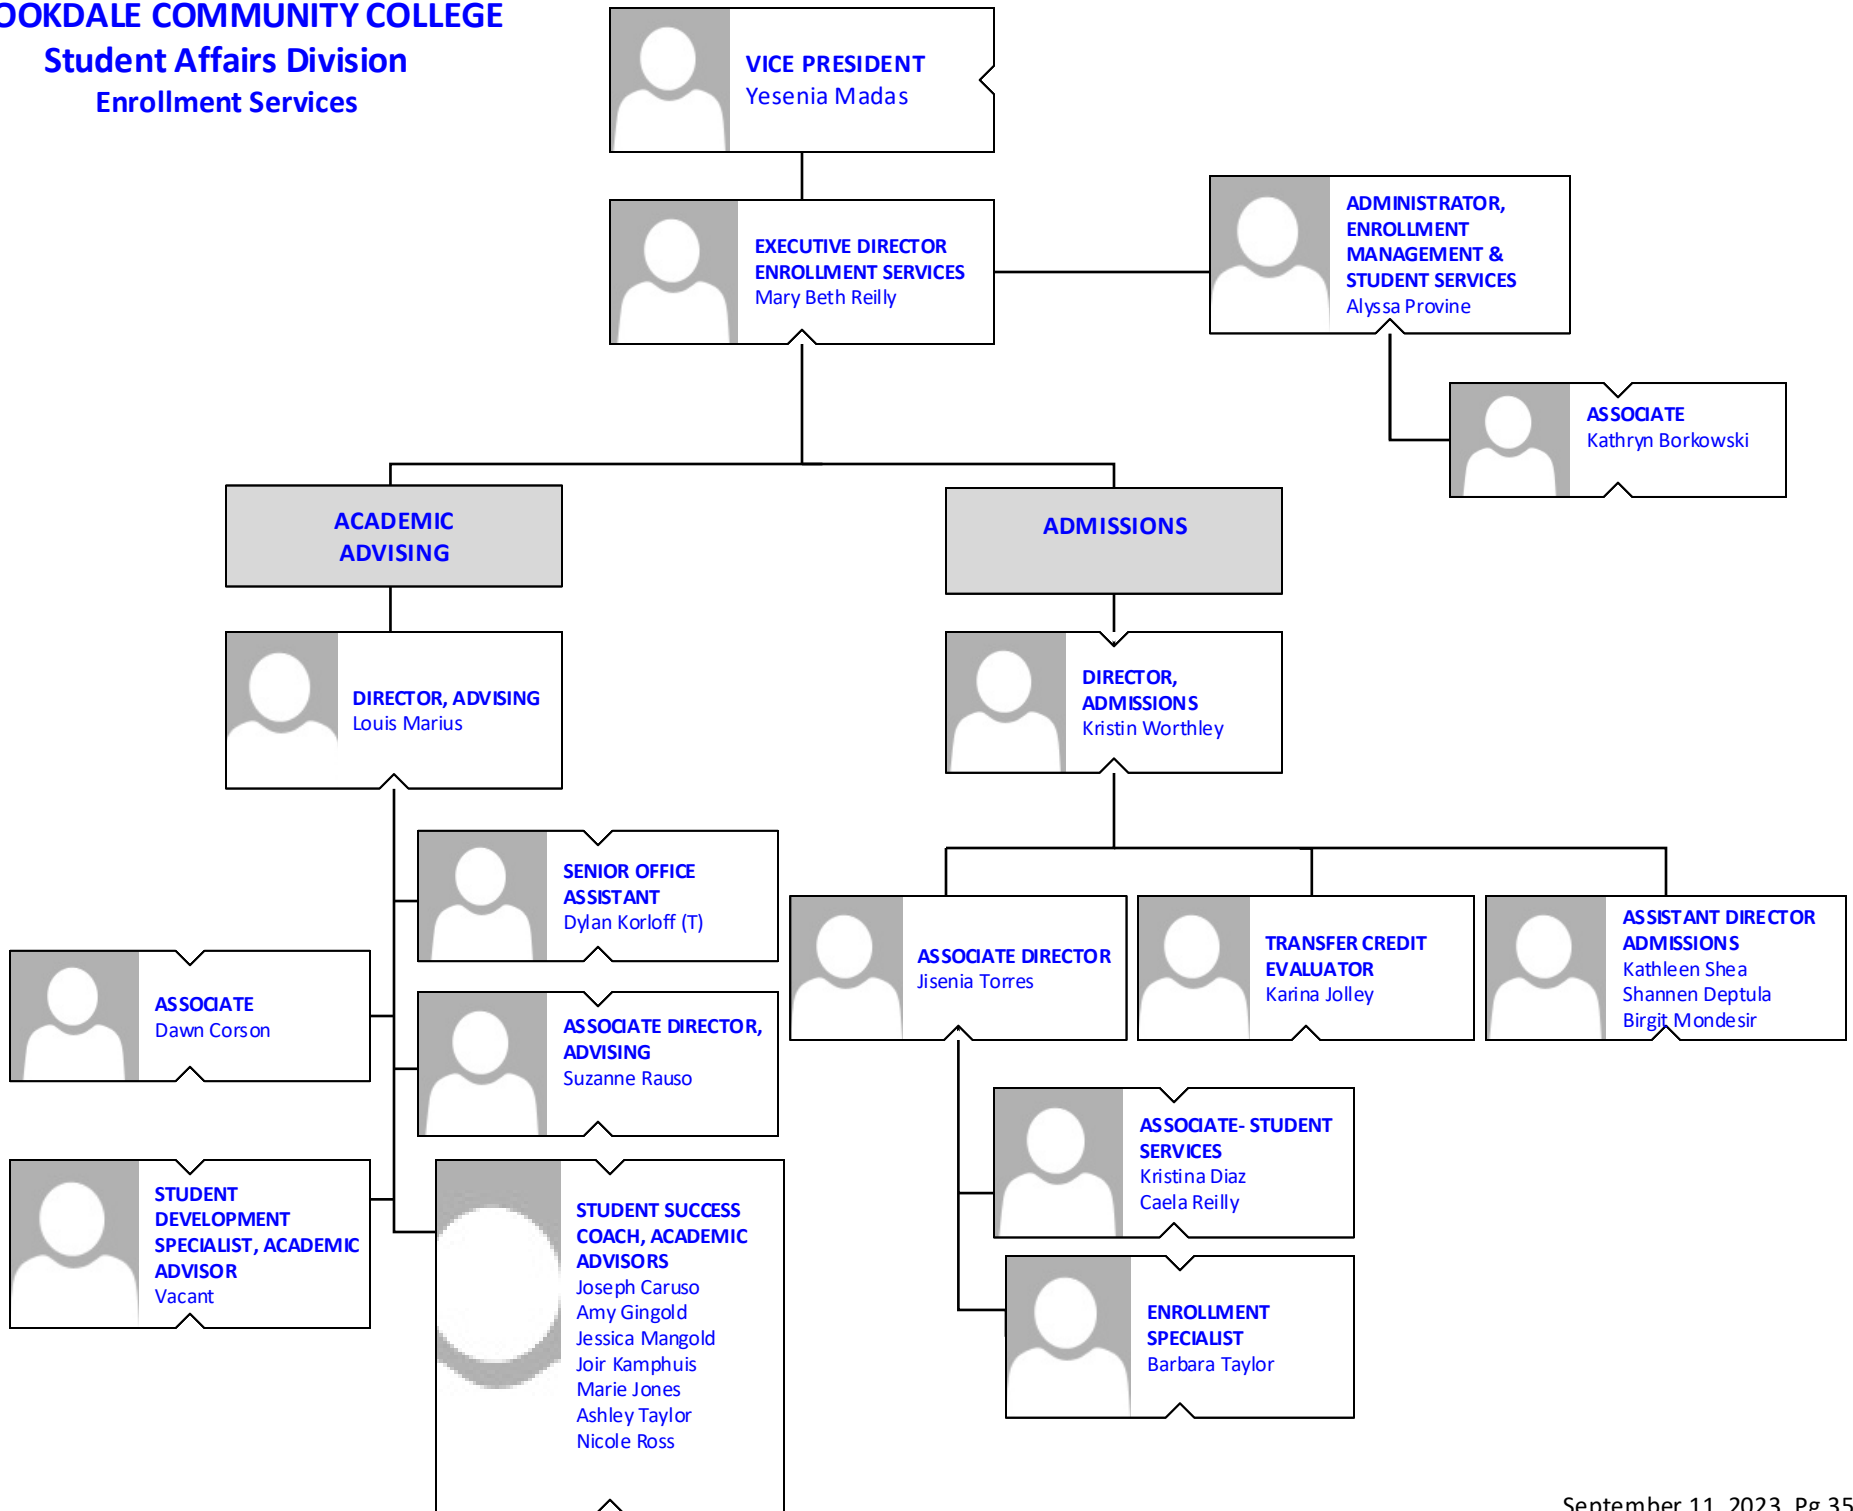 OOKDALE COMMUNITY COLLEGE
Student Affairs Division
Enrollment Services
VICE PRESIDENT
Yesenia Madas
EXECUTIVE DIRECTOR
ENROLLMENT SERVICES
Mary Beth Reilly
ADMINISTRATOR,
ENROLLMENT
MANAGEMENT &
STUDENT SERVICES
Alyssa Provine
ASSOCIATE
Kathryn Borkowski
ACADEMIC
ADVISING
ADMISSIONS
DIRECTOR, ADVISING
Louis Marius
DIRECTOR,
ADMISSIONS
Kristin Worthley
SENIOR OFFICE
ASSISTANT
Dylan Korloff (T)
ASSOCIATE
Dawn Corson
ASSOCIATE DIRECTOR,
ADVISING
Suzanne Rauso
STUDENT
DEVELOPMENT
SPECIALIST, ACADEMIC
ADVISOR
Vacant
STUDENT SUCCESS
COACH, ACADEMIC
ADVISORS
Joseph Caruso
Amy Gingold
Jessica Mangold
Joir Kamphuis
Marie Jones
Ashley Taylor
Nicole Ross
ASSOCIATE DIRECTOR
Jisenia Torres
TRANSFER CREDIT
EVALUATOR
Karina Jolley
ASSISTANT DIRECTOR
ADMISSIONS
Kathleen Shea
Shannen Deptula
Birgit Mondesir
ASSOCIATE- STUDENT
SERVICES
Kristina Diaz
Caela Reilly
ENROLLMENT
SPECIALIST
Barbara Taylor
September 11, 2023, Pg 35